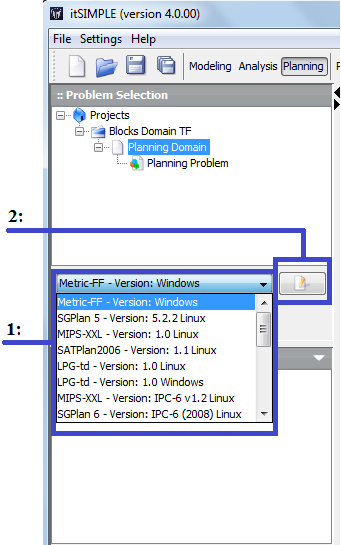 itSIMPLE (version 4.0.00)
File Settings Help
Modeling Analysis Planning
:: Problem Selection
Projects
Blocks Domain TF
Planning Domain
Planning Problem
2:
Metric-FF - Version: Windows
1:
Metric-FF - Version: Windows
SGPlan 5 - Version: 5.2.2 Linux
MIPS-XXL - Version: 1.0 Linux
SATPlan2006 - Version: 1.1 Linux
LPG-td - Version: 1.0 Linux
LPG-td - Version: 1.0 Windows
MIPS-XXL - Version: IPC-6 v1.2 Linux
SGPlan 6 - Version: IPC-6 (2008) Linux